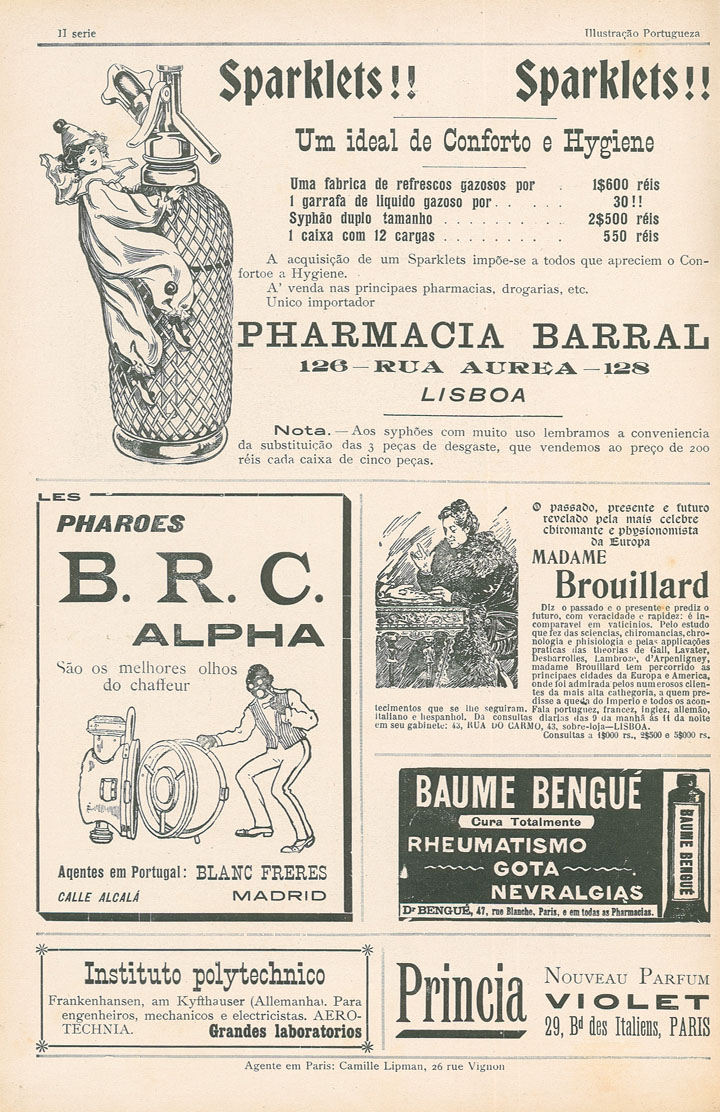 II serie
Illustração Portugueza
Sparklets!! Sparklets!!
Um ideal de Conforto e Hygiene
Uma fabrica de refrescos gazosos por . 1$600 réis
1 garrafa de liquido gazoso por . . . . . 30!!
Syphão duplo tamanho . . . . . . . . . 2$500 réis
1 caixa com 12 cargas . . . . . . . . . 550 réis
A acquisição de um Sparklets impõe-se a todos que apreciem o Con-
fortoe a Hygiene.
A' venda nas principaes pharmacias, drogarias, etc.
Unico importador
PHARMACIA BARRAL
126—RUA AUREA—128
LISBOA
Nota.—Aos syphões com muito uso lembramos a conveniencia
da substituição das 3 peças de desgaste, que vendemos ao preço de 200
réis cada caixa de cinco peças.
LES
PHAROES
B. R. C.
ALPHA
São os melhores olhos
do chaffeur
Aqentes em Portugal: BLANC FRERES
CALLE ALCALÁ MADRID
O passado, presente e futuro
revelado pela mais celebre
chiromante e physionomista
da Europa
MADAME
Brouillard
Diz o passado e o presente e prediz o
futuro, com veracidade e rapidez: é in-
comparavel em vaticinios. Pelo estudo
que fez das sciencias, chiromancias, chro-
nologia e phisiologia e pelas applicações
praticas das theorias de Gall, Lavater,
Desbarrolles, Lambroze, d'Arpenligney,
madame Brouillard tem percorrido as
principaes cidades da Europa e America,
onde foi admirada pelos numerosos clien-
tes da mais alta cathegoria, a quem pre-
disse a queda do Imperio e todos os acon-
tecimentos que se lhe seguiram. Fala portuguez, francez, inglez, allemão,
italiano e hespanhol. Dá consultas diarias das 9 da manhã ás 11 da noite
em seu gabinete: 43, RUA DO CARMO, 43, sobre-loja—LISBOA.
Consultas a 1$000 rs., 2$500 e 5$000 rs.
BAUME BENGUÉ
Cura Totalmente
RHEUMATISMO
GOTA
NEVRALGIAS
Dr BENGUÉ, 47, rue Blanche, Paris, e em todas as Pharmacias.
BAUME BENGUÉ
Instituto polytechnico
Frankenhansen, am Kyfthauser (Allemanha). Para
engenheiros, mechanicos e electricistas. AERO-
TECHNIA. Grandes laboratorios
Princia
NOUVEAU PARFUM
VIOLET
29, Bd des Italiens, PARIS
Agente em Paris: Camille Lipman, 26 rue Vignon